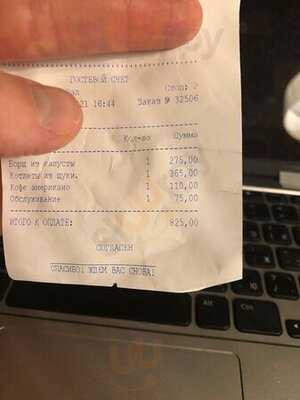 ГОСТЕВОЙ СЧЕТ
Стол: 2
21 16:44 Заказ № 32506
Кол-во Сумма
Борщ из капусты 1 275,00
Котлеты из щуки. 1 365,00
Кофе американо 1 110,00
Обслуживание 1 75,00
ИТОГО К ОПЛАТЕ: 825,00
СОГЛАСЕН
СПАСИБО! ЖДЕМ ВАС СНОВА!